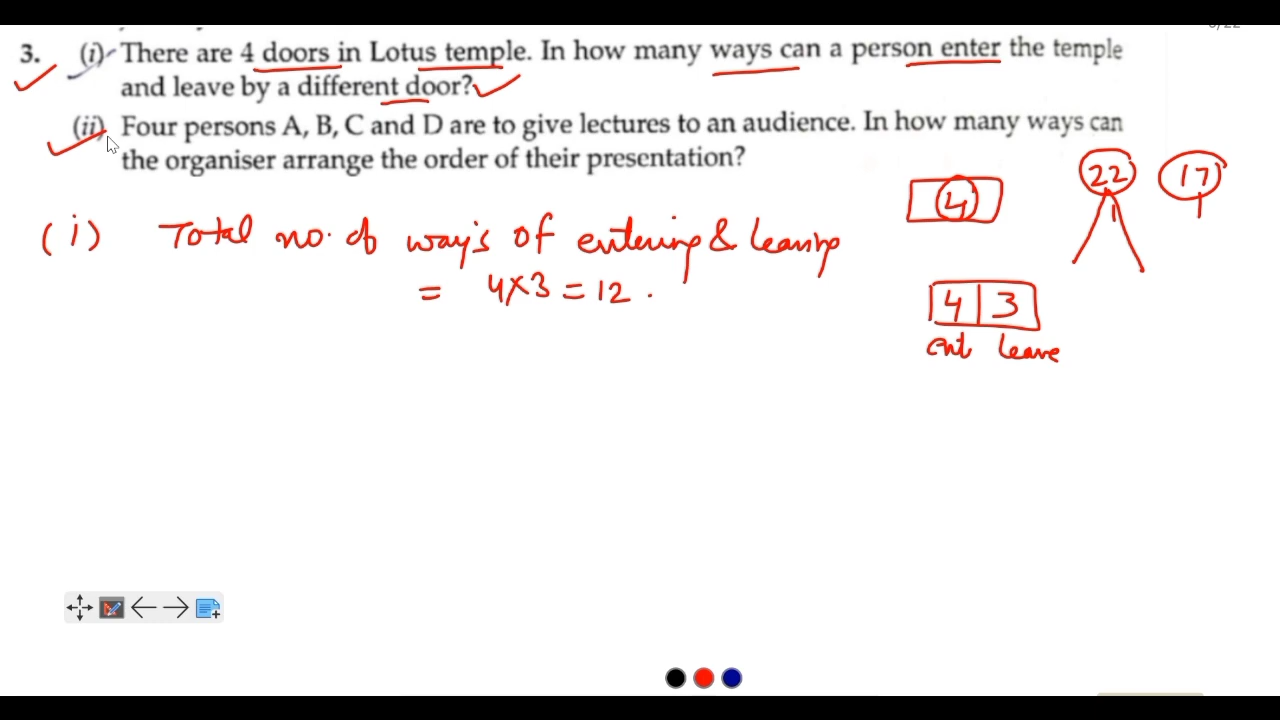 3. (i) There are 4 doors in Lotus temple. In how many ways can a person enter the temple
and leave by a different door?
(ii) Four persons A, B, C and D are to give lectures to an audience. In how many ways can
the organiser arrange the order of their presentation?
4
22 17
(i) Total no. of way's of entering & leaving
= 4x3 = 12 .
4 3
ent leave